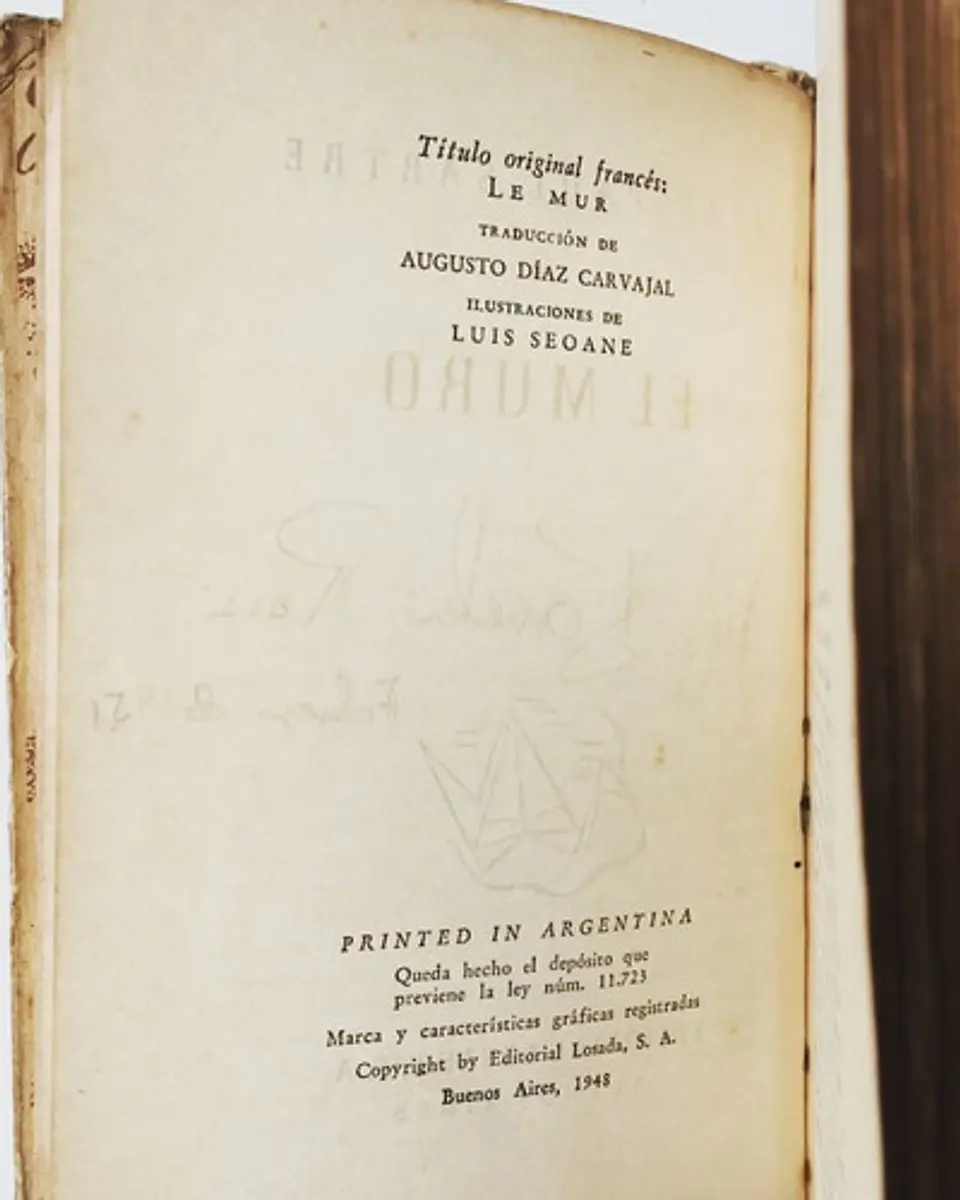 Título original francés:
LE MUR
TRADUCCIÓN DE
AUGUSTO DÍAZ CARVAJAL
ILUSTRACIONES DE
LUIS SEOANE
EL MURO
PRINTED IN ARGENTINA
Queda hecho el depósito que
previene la ley núm. 11.723
Marca y características gráficas registradas
Copyright by Editorial Losada, S. A.
Buenos Aires, 1948